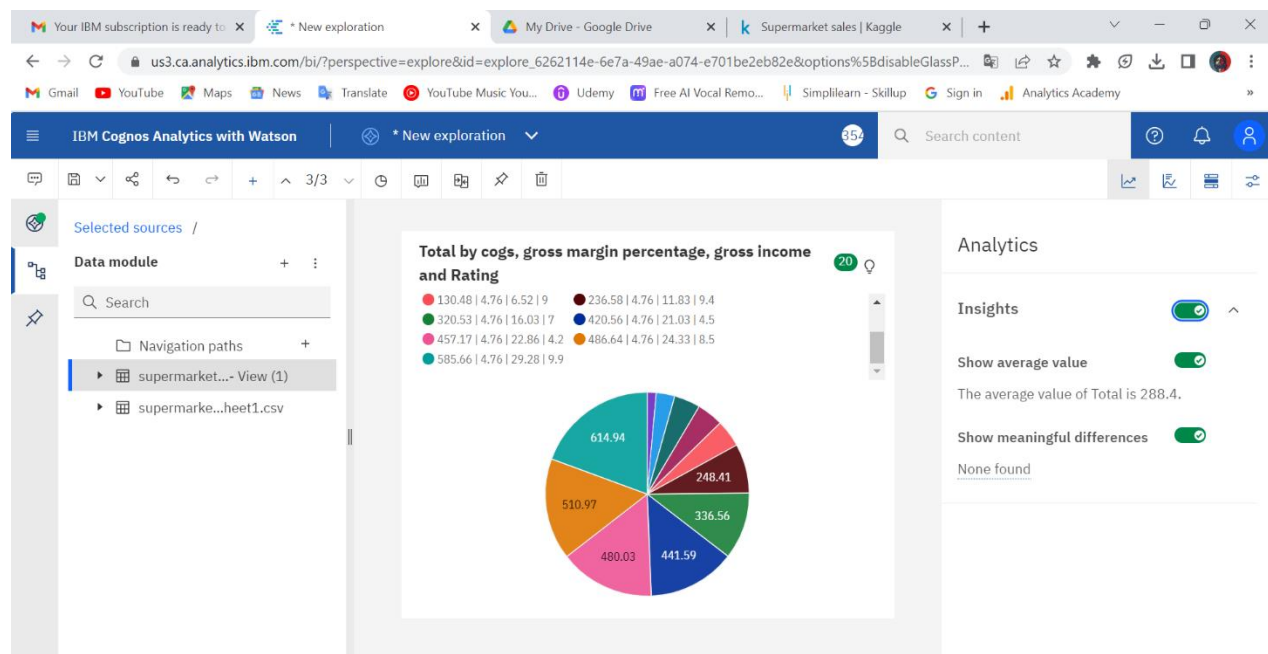 Your IBM subscription is ready to
* New exploration
My Drive - Google Drive
Supermarket sales | Kaggle
us3.ca.analytics.ibm.com/bi/?perspective=explore&id=explore_6262114e-6e7a-49ae-a074-e701be2eb82e&options%5BdisableGlassP...
Gmail YouTube Maps News Translate YouTube Music You... Udemy Free AI Vocal Remo... Simplilearn - Skillup Sign in Analytics Academy »
IBM Cognos Analytics with Watson
* New exploration
354
Search content
3/3
Selected sources /
Data module
Search
Navigation paths
supermarket...- View (1)
supermarke...heet1.csv
Total by cogs, gross margin percentage, gross income
and Rating
20
130.48 | 4.76 | 6.52 | 9 236.58 | 4.76 | 11.83 | 9.4
320.53 | 4.76 | 16.03 | 7 420.56 | 4.76 | 21.03 | 4.5
457.17 | 4.76 | 22.86 | 4.2 486.64 | 4.76 | 24.33 | 8.5
585.66 | 4.76 | 29.28 | 9.9
614.94
248.41
510.97
336.56
480.03
441.59
Analytics
Insights
Show average value
The average value of Total is 288.4.
Show meaningful differences
None found